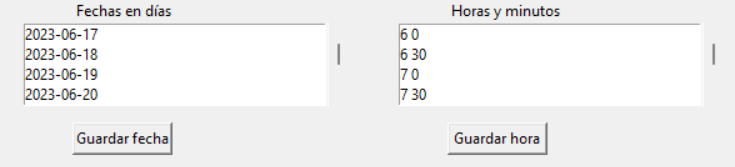 Fechas en días
2023-06-17
2023-06-18
2023-06-19
2023-06-20
Guardar fecha
Horas y minutos
6 0
6 30
7 0
7 30
Guardar hora